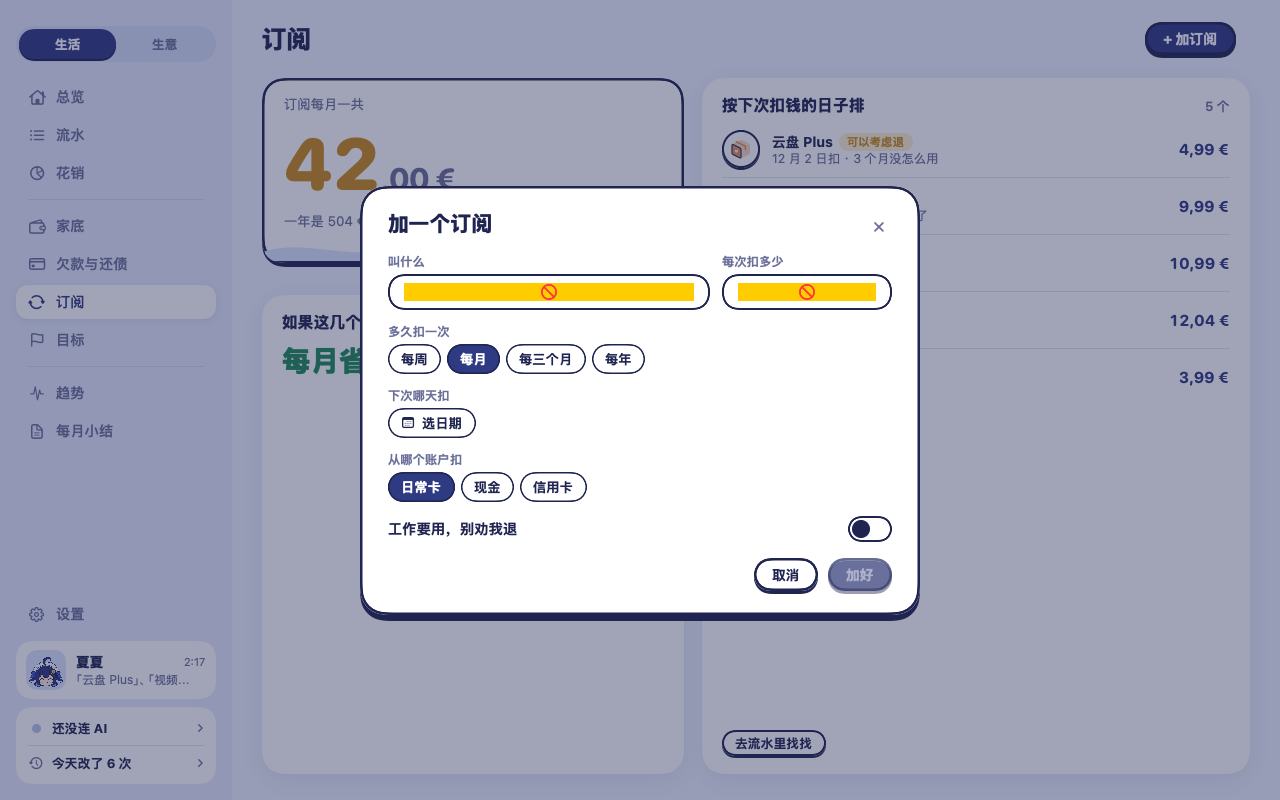 生活
生意
总览
流水
花销
家底
欠款与还债
订阅
目标
趋势
每月小结
设置
夏夏
2:17
「云盘 Plus」、「视频…
还没连 AI
今天改了 6 次
订阅
+ 加订阅
订阅每月一共
42,00 €
一年是 504
如果这几个
每月省
按下次扣钱的日子排
5 个
云盘 Plus
可以考虑退
12 月 2 日扣 · 3 个月没怎么用
4,99 €
了
9,99 €
10,99 €
12,04 €
3,99 €
去流水里找找
加一个订阅
×
叫什么
每次扣多少
多久扣一次
每周
每月
每三个月
每年
下次哪天扣
选日期
从哪个账户扣
日常卡
现金
信用卡
工作要用，别劝我退
取消
加好